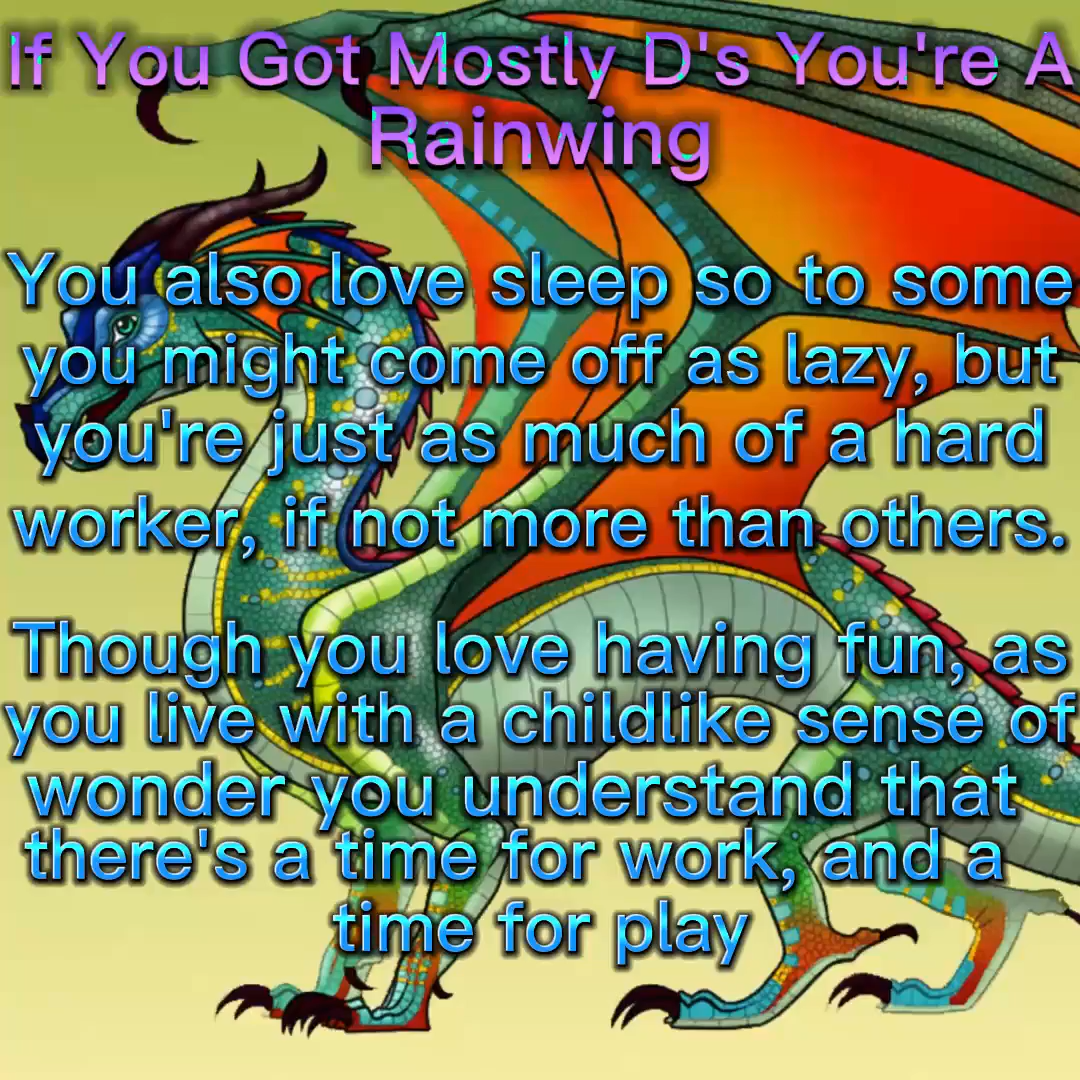 If You Got Mostly D's You're A
Rainwing
You also love sleep so to some
you might come off as lazy, but
you're just as much of a hard
worker, if not more than others.
Though you love having fun, as
you live with a childlike sense of
wonder you understand that
there's a time for work, and a
time for play